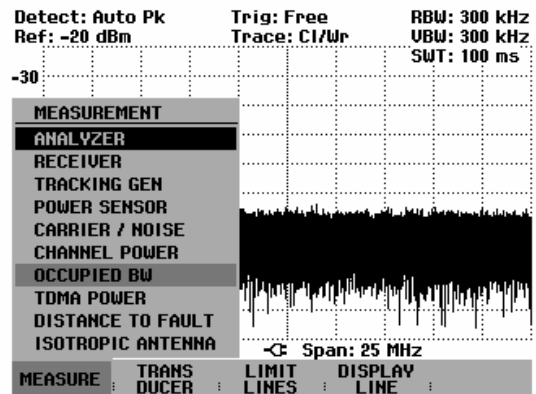 Detect: Auto Pk Trig: Free RBW: 300 kHz
Ref: -20 dBm Trace: Cl/Wr VBW: 300 kHz
SWT: 100 ms
-30
MEASUREMENT
ANALYZER
RECEIVER
TRACKING GEN
POWER SENSOR
CARRIER / NOISE
CHANNEL POWER
OCCUPIED BW
TDMA POWER
DISTANCE TO FAULT
ISOTROPIC ANTENNA
Span: 25 MHz
MEASURE TRANS DUCER LIMIT LINES DISPLAY LINE